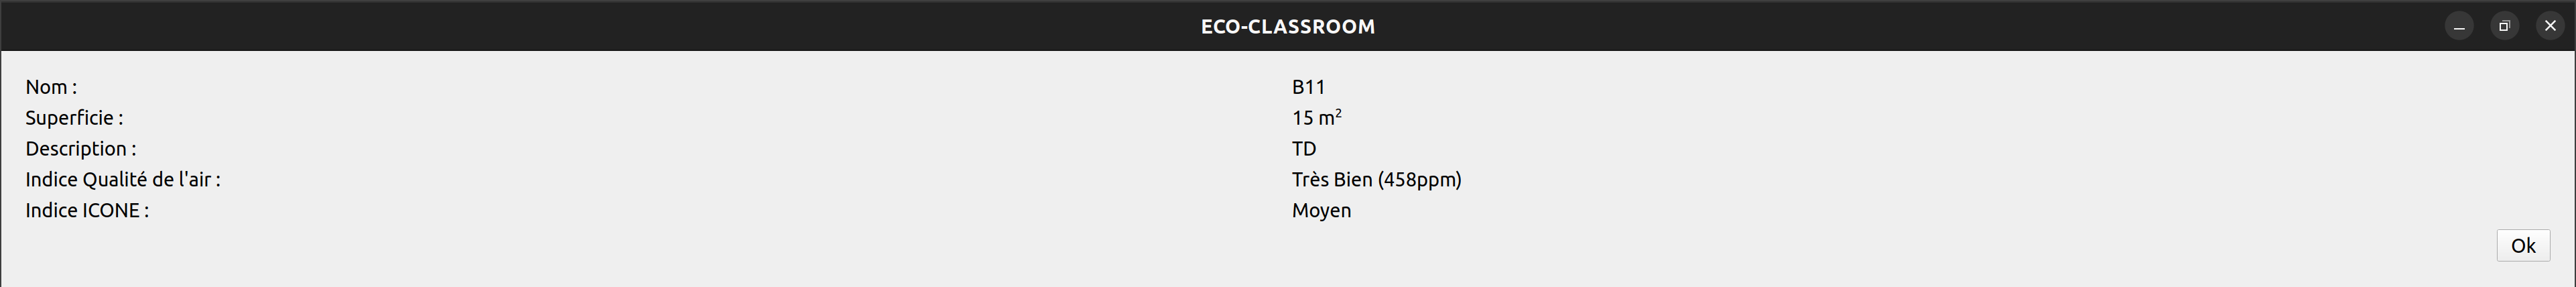 ECO-CLASSROOM
Nom : B11
Superficie : 15 m²
Description : TD
Indice Qualité de l'air : Très Bien (458ppm)
Indice ICONE : Moyen
Ok